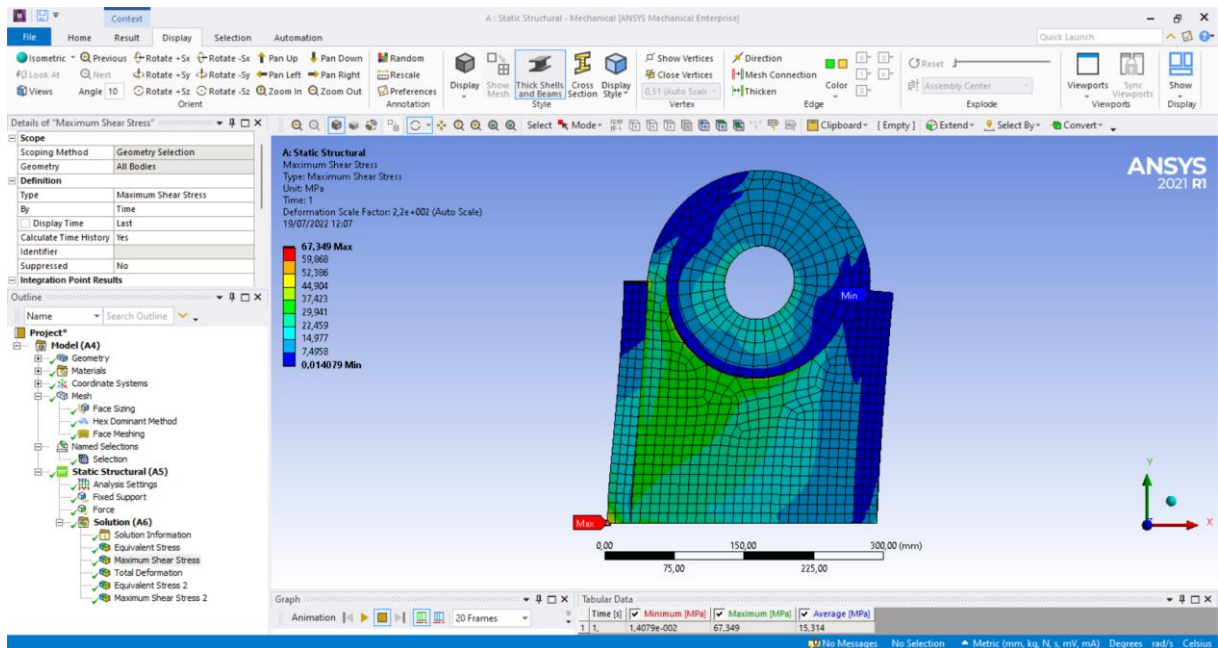 Context
A : Static Structural - Mechanical [ANSYS Mechanical Enterprise]
File Home Result Display Selection Automation
Quick Launch
Isometric Previous Rotate +Sx Rotate -Sx Pan Up Pan Down Random
Look At Next Rotate +Sy Rotate -Sy Pan Left Pan Right Rescale
Views Angle 10 Rotate +Sz Rotate -Sz Zoom In Zoom Out Preferences
Display Show Mesh Thick Shells and Beams Cross Section Display Style
Show Vertices
Close Vertices
0,51 (Auto Scale
Direction
Mesh Connection
Thicken
Color
Reset
Assembly Center
Viewports Sync Viewports Show
Orient Annotation Style Vertex Edge Explode Viewports Display
Details of "Maximum Shear Stress"
Select Mode Clipboard [Empty] Extend Select By Convert
Scope
Scoping Method Geometry Selection
Geometry All Bodies
Definition
Type Maximum Shear Stress
By Time
Display Time Last
Calculate Time History Yes
Identifier
Suppressed No
Integration Point Results
Outline
Name Search Outline
Project*
Model (A4)
Geometry
Materials
Coordinate Systems
Mesh
Face Sizing
Hex Dominant Method
Face Meshing
Named Selections
Selection
Static Structural (A5)
Analysis Settings
Fixed Support
Force
Solution (A6)
Solution Information
Equivalent Stress
Maximum Shear Stress
Total Deformation
Equivalent Stress 2
Maximum Shear Stress 2
A: Static Structural
Maximum Shear Stress
Type: Maximum Shear Stress
Unit: MPa
Time: 1
Deformation Scale Factor: 2,2e+002 (Auto Scale)
19/07/2022 12:07
67,349 Max
59,868
52,386
44,904
37,423
29,941
22,459
14,977
7,4958
0,014079 Min
ANSYS
2021 R1
Min
Max
0,00 150,00 300,00 (mm)
75,00 225,00
Y
X
Graph
Animation 20 Frames
Tabular Data
Time [s] Minimum [MPa] Maximum [MPa] Average [MPa]
1 1, 1,4079e-002 67,349 15,314
No Messages No Selection Metric (mm, kg, N, s, mV, mA) Degrees rad/s Celsius